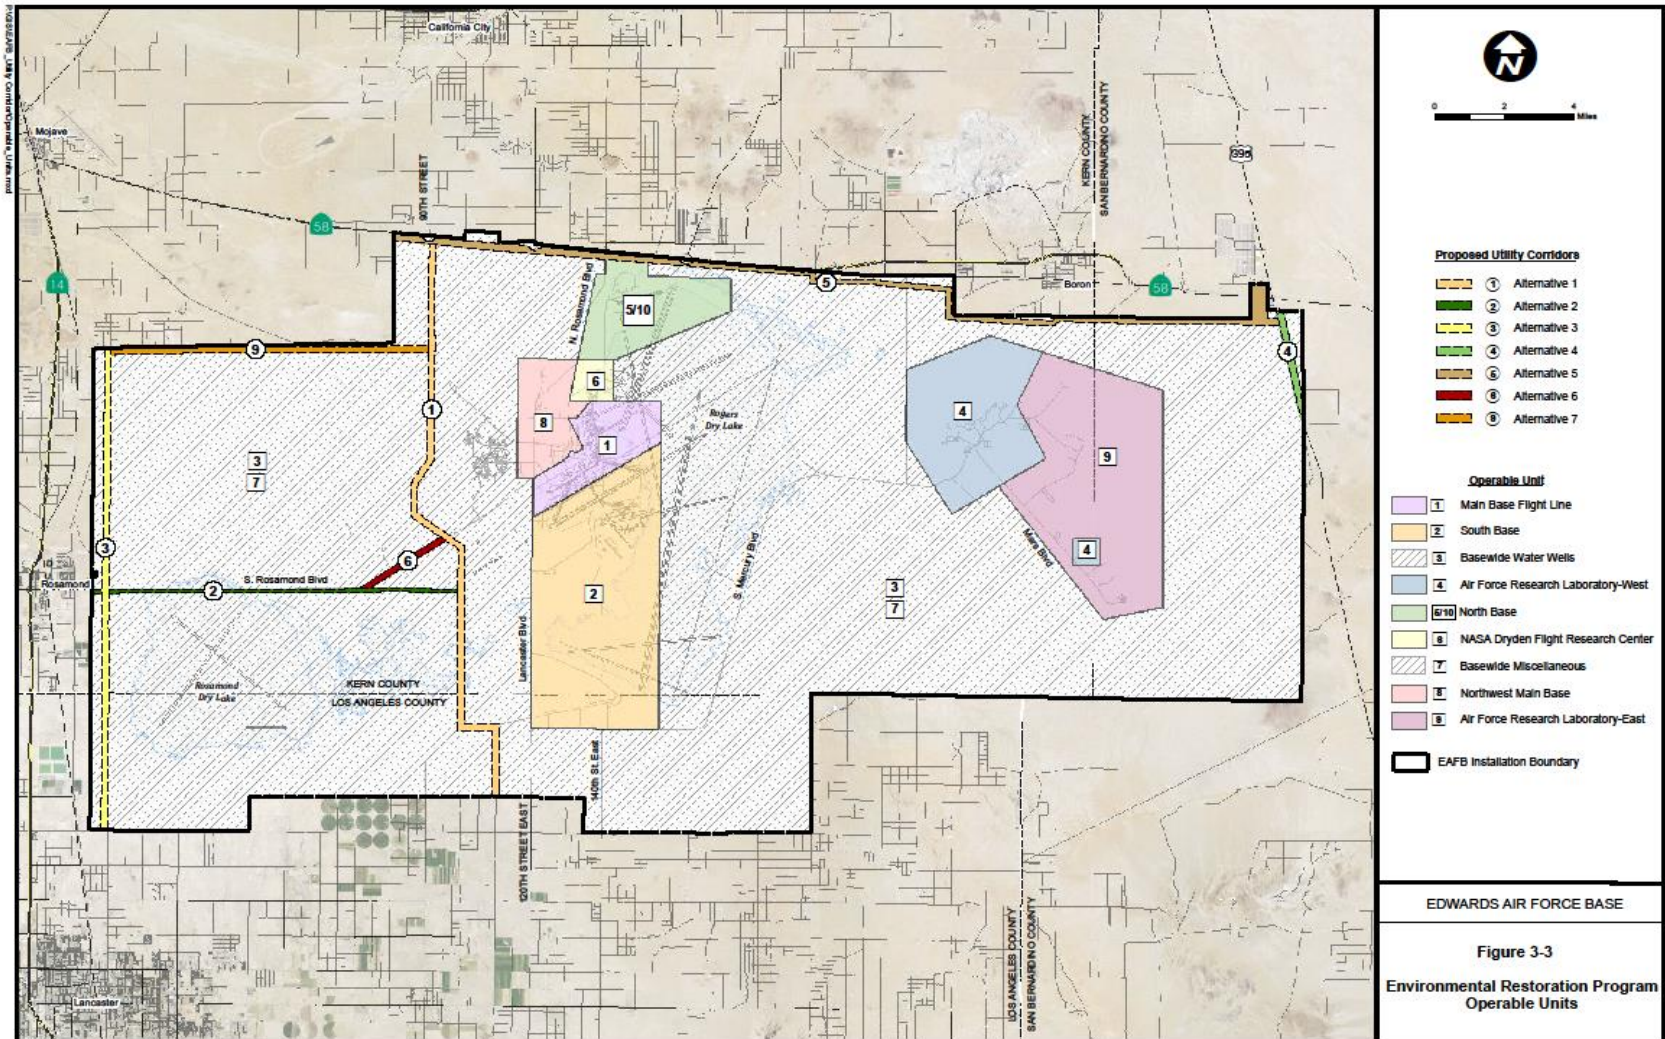 California City
Mojave
90TH STREET
KERN COUNTY
SAN BERNARDINO COUNTY
395
58
14
Boron
58
N. Rosamond Blvd
5/10
5
9
4
1
6
8
1
Rogers
Dry Lake
4
9
3
7
3
6
S. Rosamond Blvd
2
Rosamond
Lancaster Blvd
2
S. Mercury Blvd
Mars Blvd
4
3
7
Rosamond
Dry Lake
KERN COUNTY
LOS ANGELES COUNTY
140th St. East
120TH STREET EAST
LOS ANGELES COUNTY
SAN BERNARDINO COUNTY
Lancaster
N
0 2 4
Miles
Proposed Utility Corridors
1 Alternative 1
2 Alternative 2
3 Alternative 3
4 Alternative 4
5 Alternative 5
6 Alternative 6
9 Alternative 7
Operable Unit
1 Main Base Flight Line
2 South Base
3 Basewide Water Wells
4 Air Force Research Laboratory-West
5/10 North Base
6 NASA Dryden Flight Research Center
7 Basewide Miscellaneous
8 Northwest Main Base
9 Air Force Research Laboratory-East
EAFB Installation Boundary
EDWARDS AIR FORCE BASE
Figure 3-3
Environmental Restoration Program
Operable Units